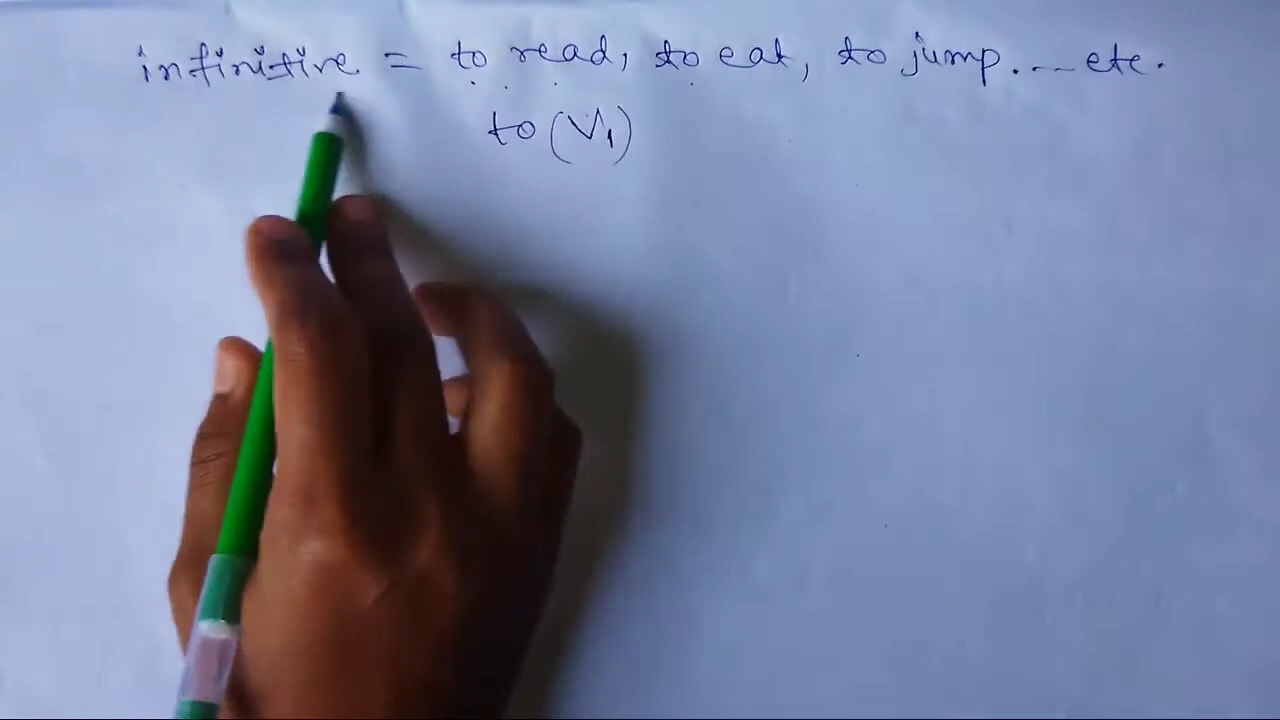 infinitive = to read, to eat, to jump.... etc.
to (V₁)